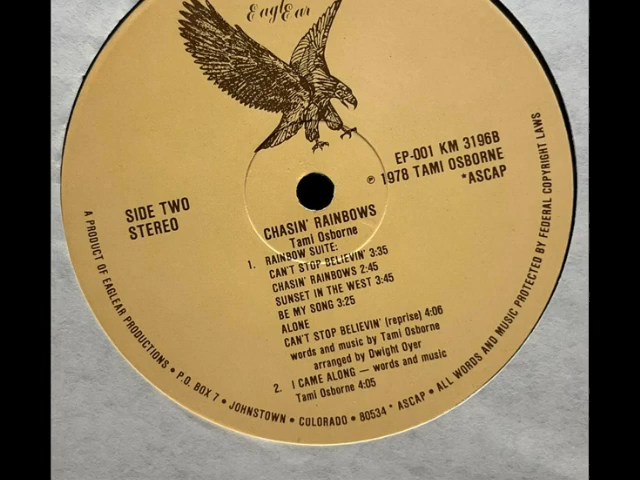 EaglEar
EP-001 KM 3196B
℗ 1978 TAMI OSBORNE
*ASCAP
SIDE TWO
STEREO
CHASIN' RAINBOWS
Tami Osborne
1. RAINBOW SUITE:
CAN'T STOP BELIEVIN' 3:35
CHASIN' RAINBOWS 2:45
SUNSET IN THE WEST 3:45
BE MY SONG 3:25
ALONE
CAN'T STOP BELIEVIN' (reprise) 4:06
words and music by Tami Osborne
arranged by Dwight Oyer
2. I CAME ALONG — words and music
Tami Osborne 4:05
A PRODUCT OF EAGLEAR PRODUCTIONS • P.O. BOX 7 • JOHNSTOWN • COLORADO • 80534 * ASCAP • ALL WORDS AND MUSIC PROTECTED BY FEDERAL COPYRIGHT LAWS